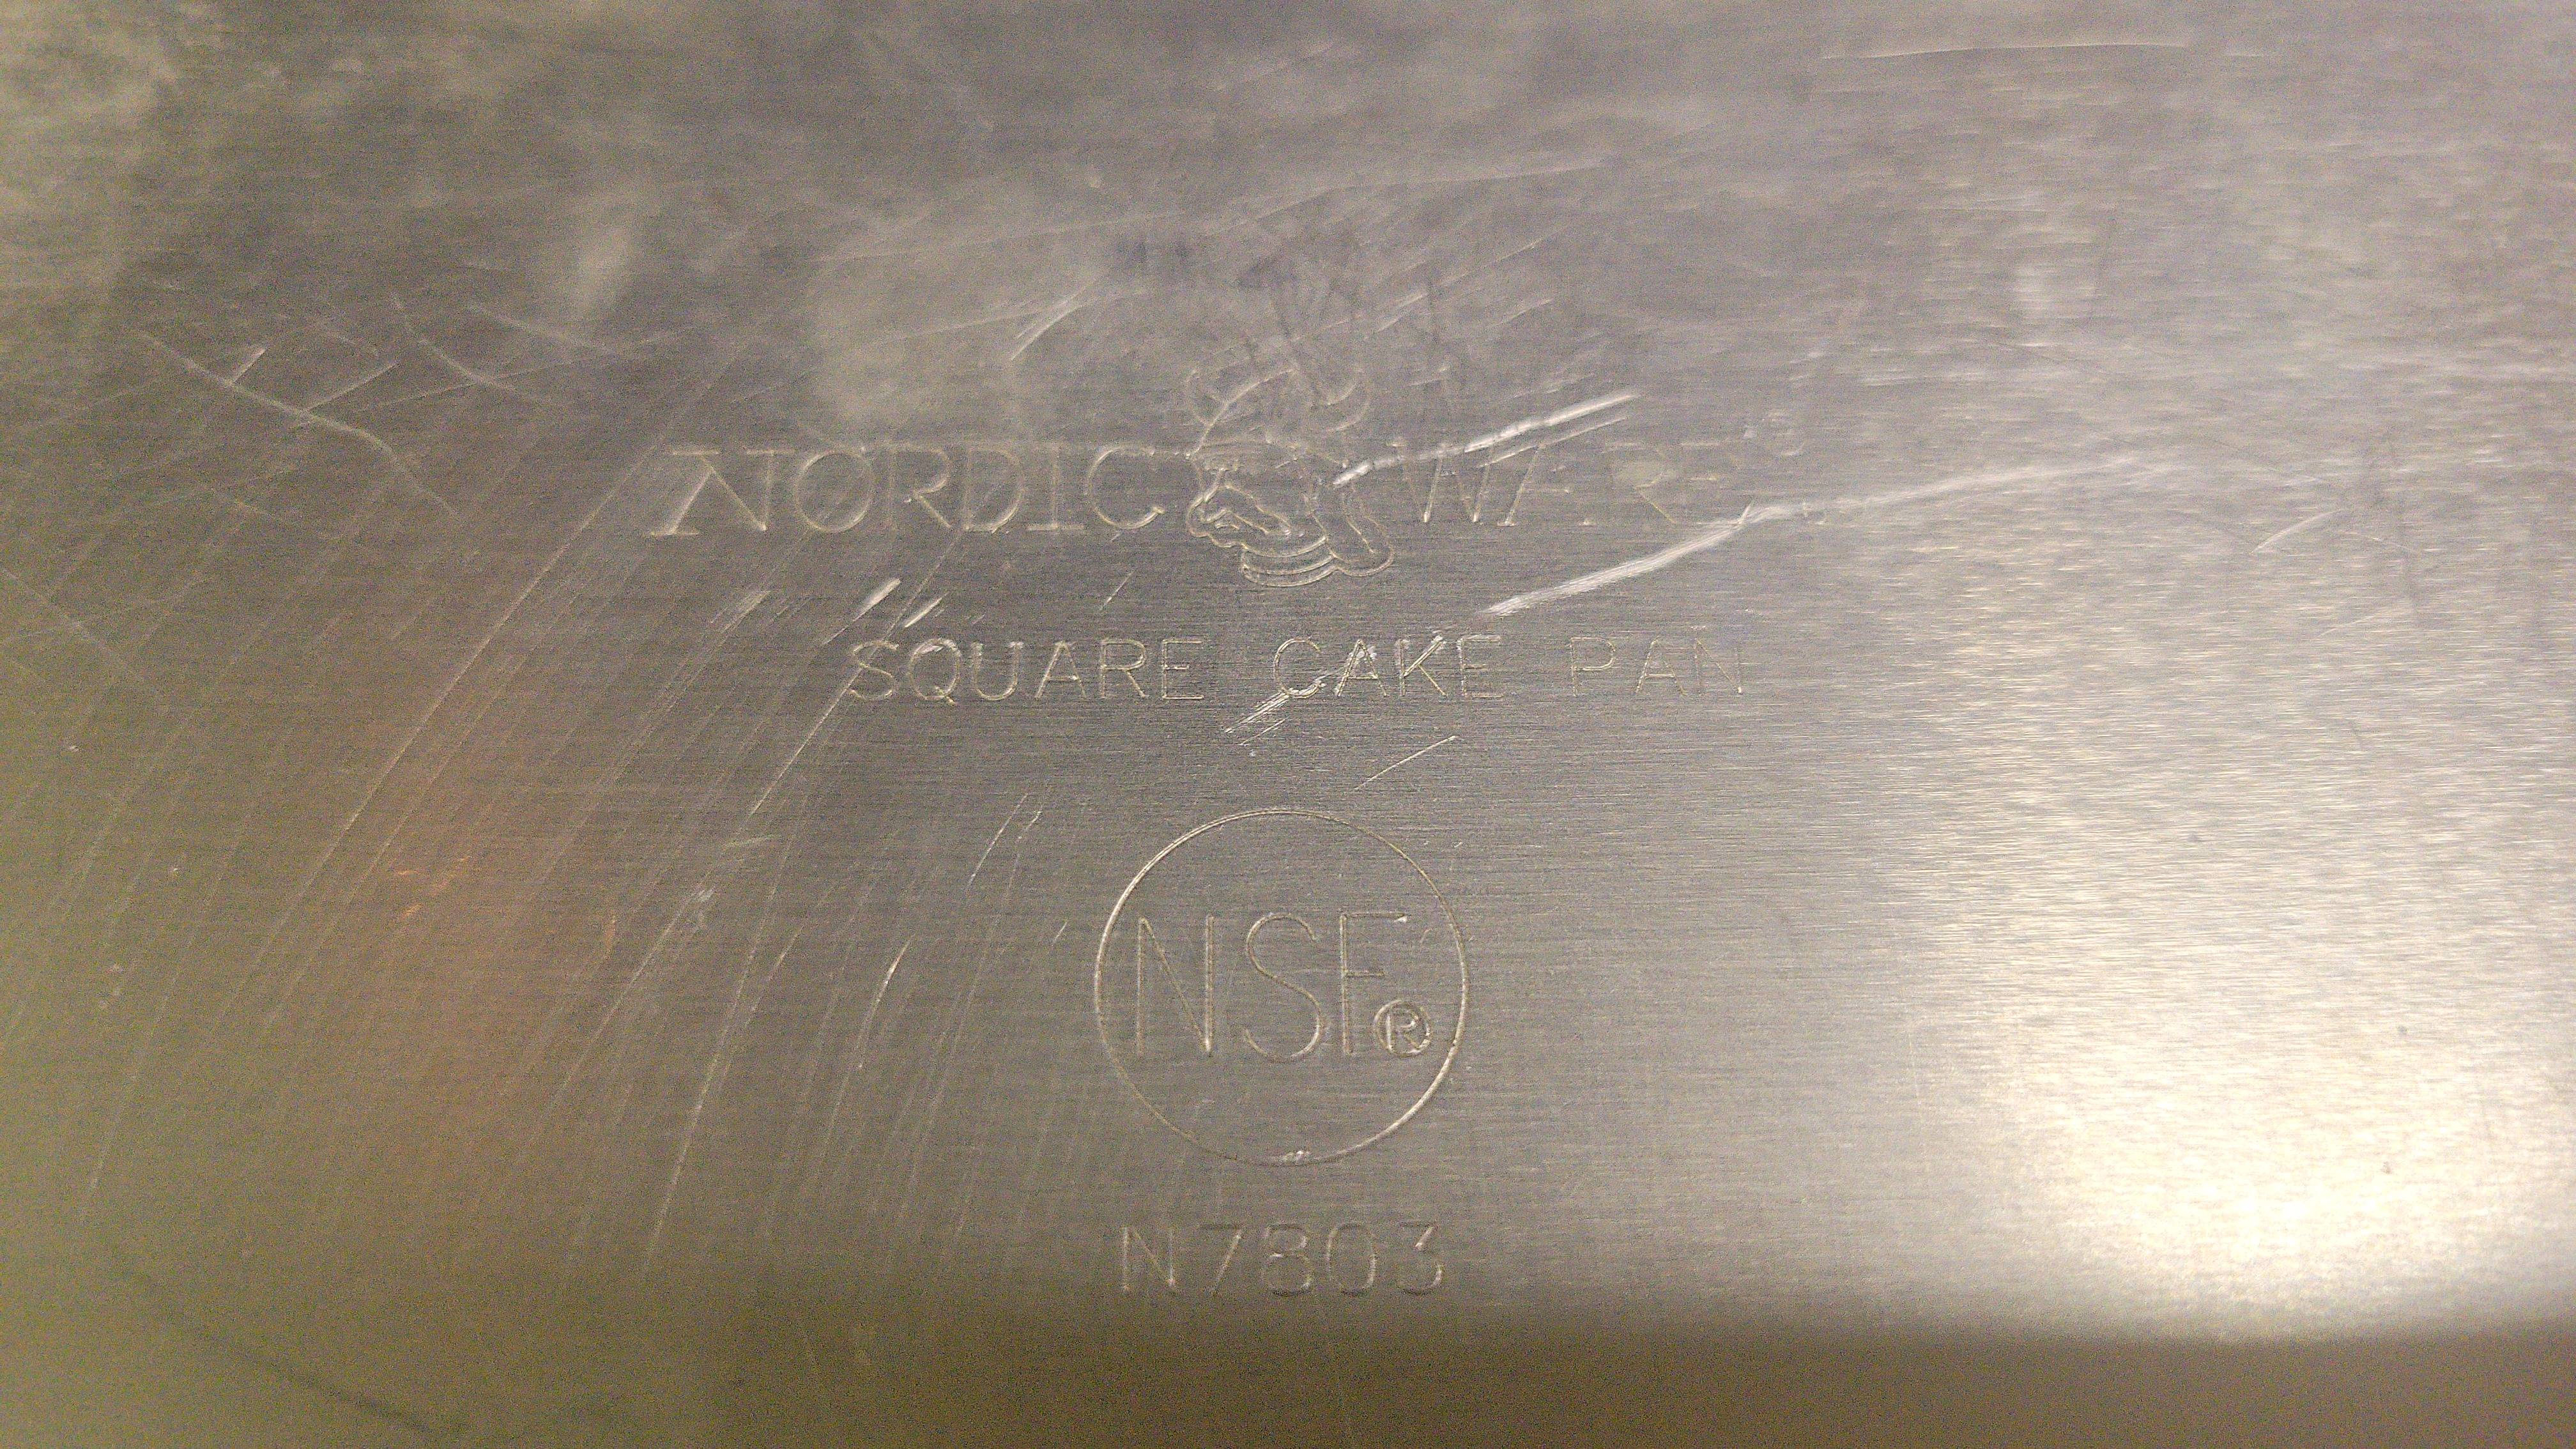 NORDIC WARE®
SQUARE CAKE PAN
NSF®
N7803